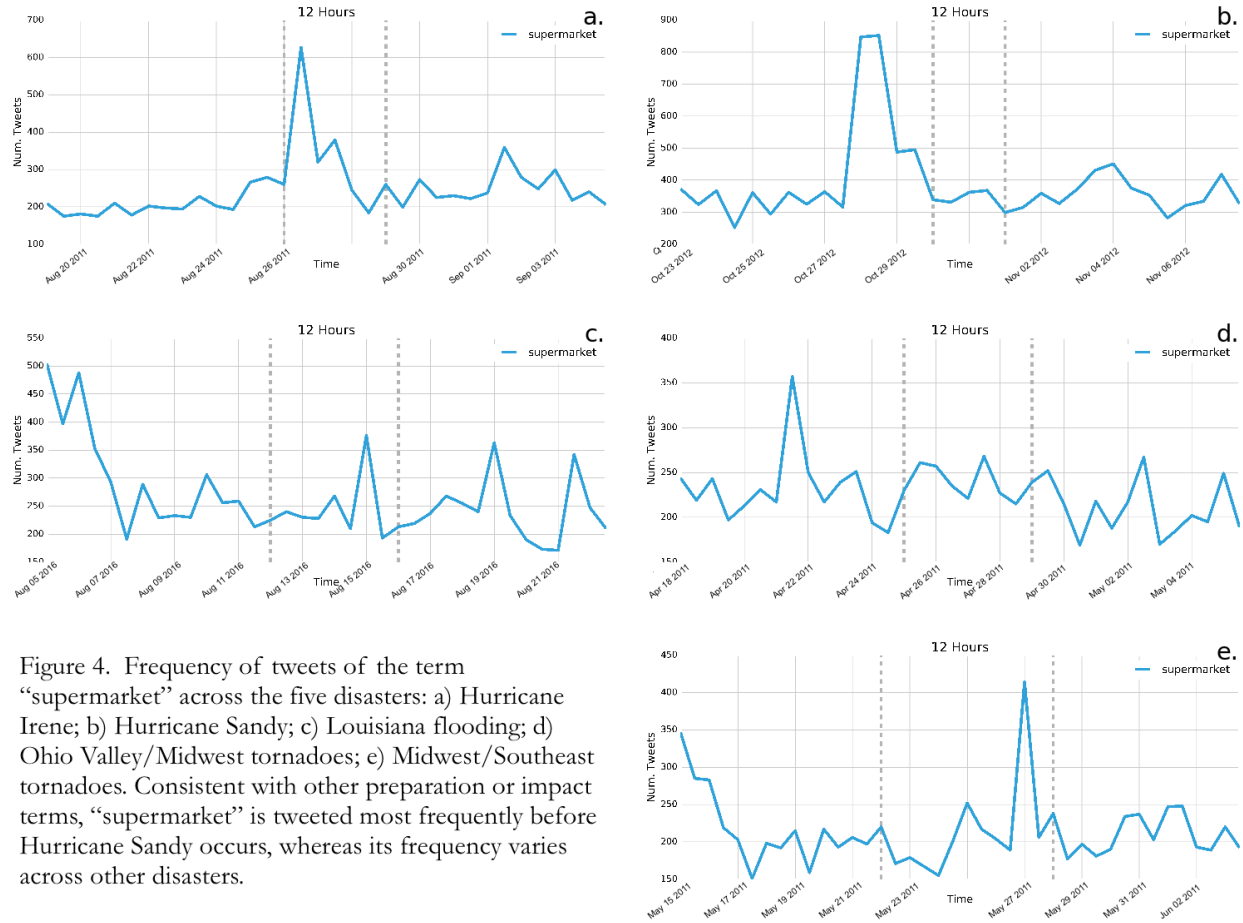 12 Hours
a.
supermarket
700
600
500
400
300
200
100
Num. Tweets
Aug 20 2011
Aug 22 2011
Aug 24 2011
Aug 26 2011
Aug 30 2011
Sep 01 2011
Sep 03 2011
Time
12 Hours
b.
supermarket
900
800
700
600
500
400
300
200
Num. Tweets
Oct 23 2012
Oct 25 2012
Oct 27 2012
Oct 29 2012
Nov 02 2012
Nov 04 2012
Nov 06 2012
Time
12 Hours
c.
supermarket
550
500
450
400
350
300
250
200
150
Num. Tweets
Aug 05 2016
Aug 07 2016
Aug 09 2016
Aug 11 2016
Aug 13 2016
Aug 15 2016
Aug 17 2016
Aug 19 2016
Aug 21 2016
Time
12 Hours
d.
supermarket
400
350
300
250
200
150
Num. Tweets
Apr 18 2011
Apr 20 2011
Apr 22 2011
Apr 24 2011
Apr 26 2011
Apr 28 2011
Apr 30 2011
May 02 2011
May 04 2011
Time
12 Hours
e.
supermarket
450
400
350
300
250
200
150
100
Num. Tweets
May 15 2011
May 17 2011
May 19 2011
May 21 2011
May 23 2011
May 27 2011
May 29 2011
May 31 2011
Jun 02 2011
Time
Figure 4. Frequency of tweets of the term
“supermarket” across the five disasters: a) Hurricane
Irene; b) Hurricane Sandy; c) Louisiana flooding; d)
Ohio Valley/Midwest tornadoes; e) Midwest/Southeast
tornadoes. Consistent with other preparation or impact
terms, “supermarket” is tweeted most frequently before
Hurricane Sandy occurs, whereas its frequency varies
across other disasters.